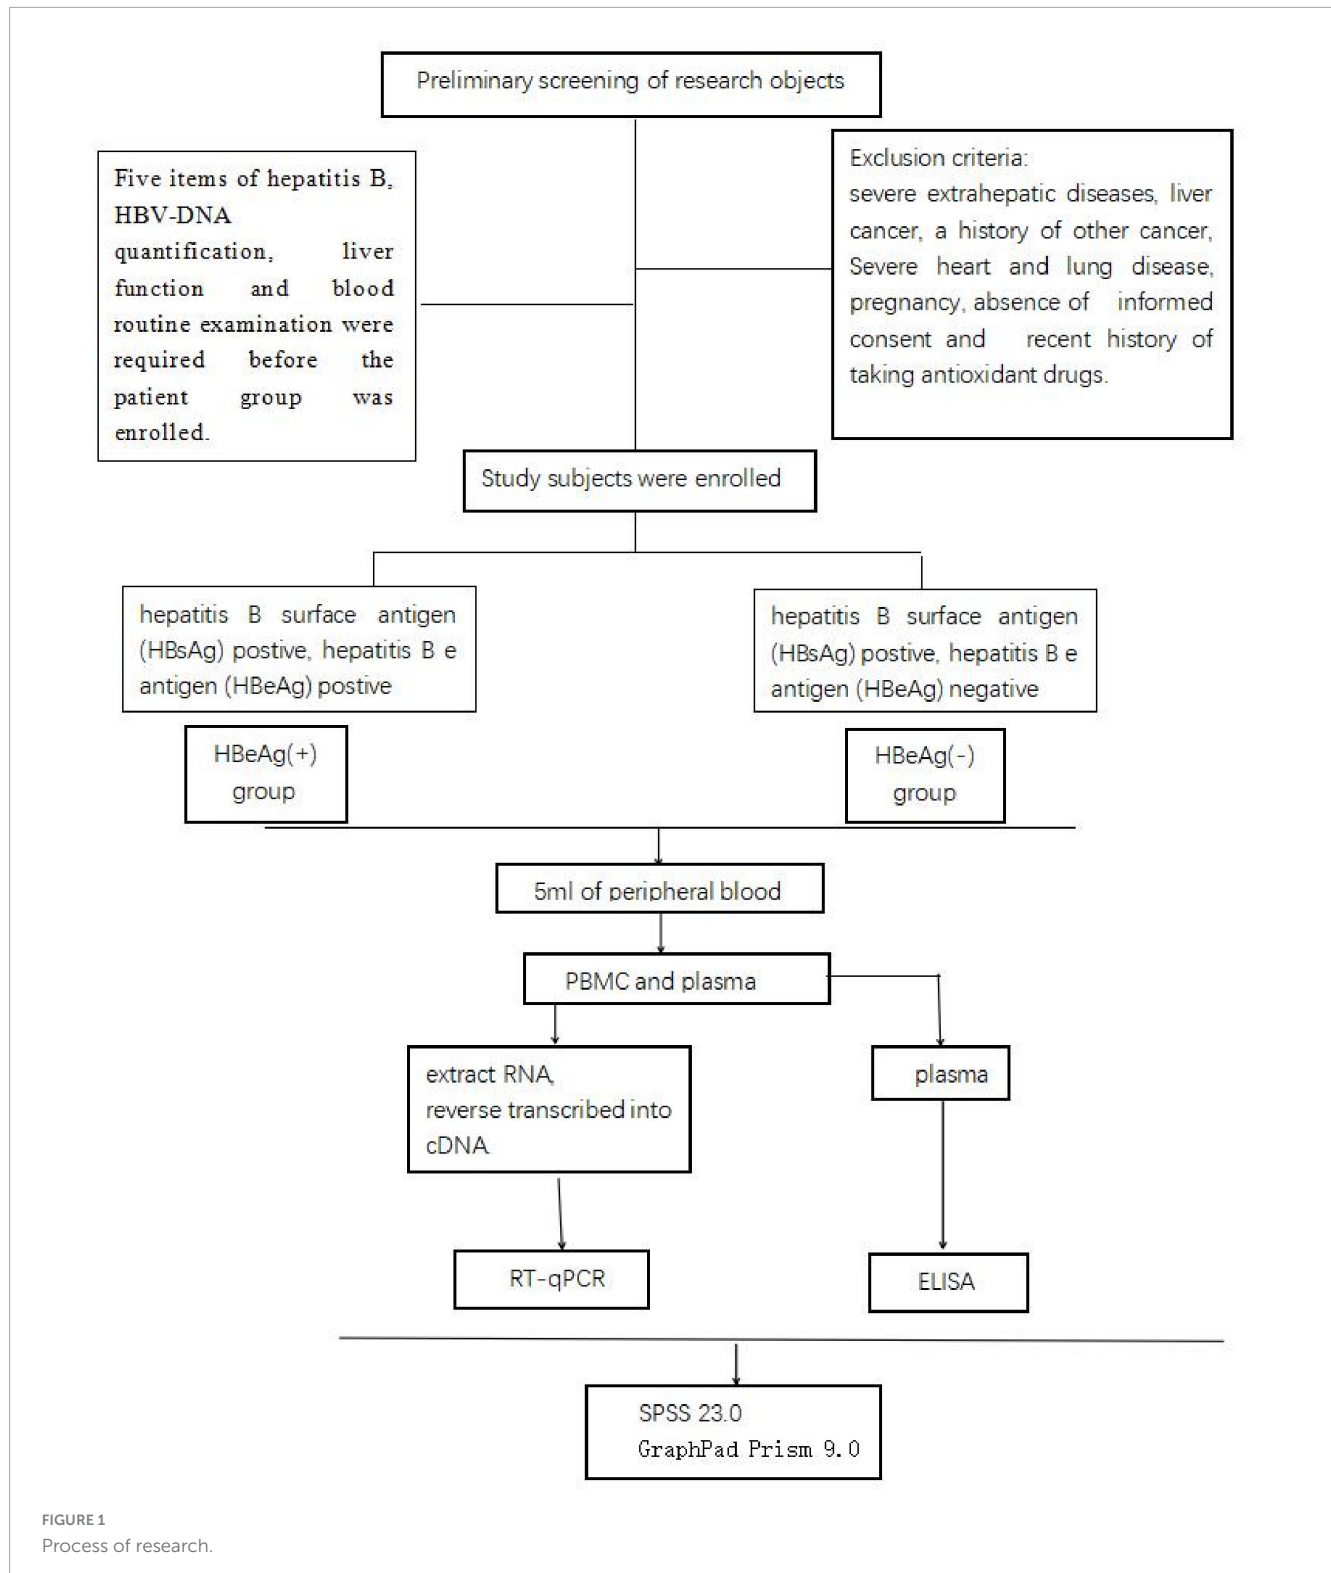 Preliminary screening of research objects
Five items of hepatitis B,
HBV-DNA
quantification, liver
function and blood
routine examination were
required before the
patient group was
enrolled.
Exclusion criteria:
severe extrahepatic diseases, liver
cancer, a history of other cancer,
Severe heart and lung disease,
pregnancy, absence of informed
consent and recent history of
taking antioxidant drugs.
Study subjects were enrolled
hepatitis B surface antigen
(HBsAg) postive, hepatitis B e
antigen (HBeAg) postive
hepatitis B surface antigen
(HBsAg) postive, hepatitis B e
antigen (HBeAg) negative
HBeAg(+)
group
HBeAg(-)
group
5ml of peripheral blood
PBMC and plasma
extract RNA,
reverse transcribed into
cDNA.
plasma
RT-qPCR
ELISA
SPSS 23.0
GraphPad Prism 9.0
FIGURE 1
Process of research.